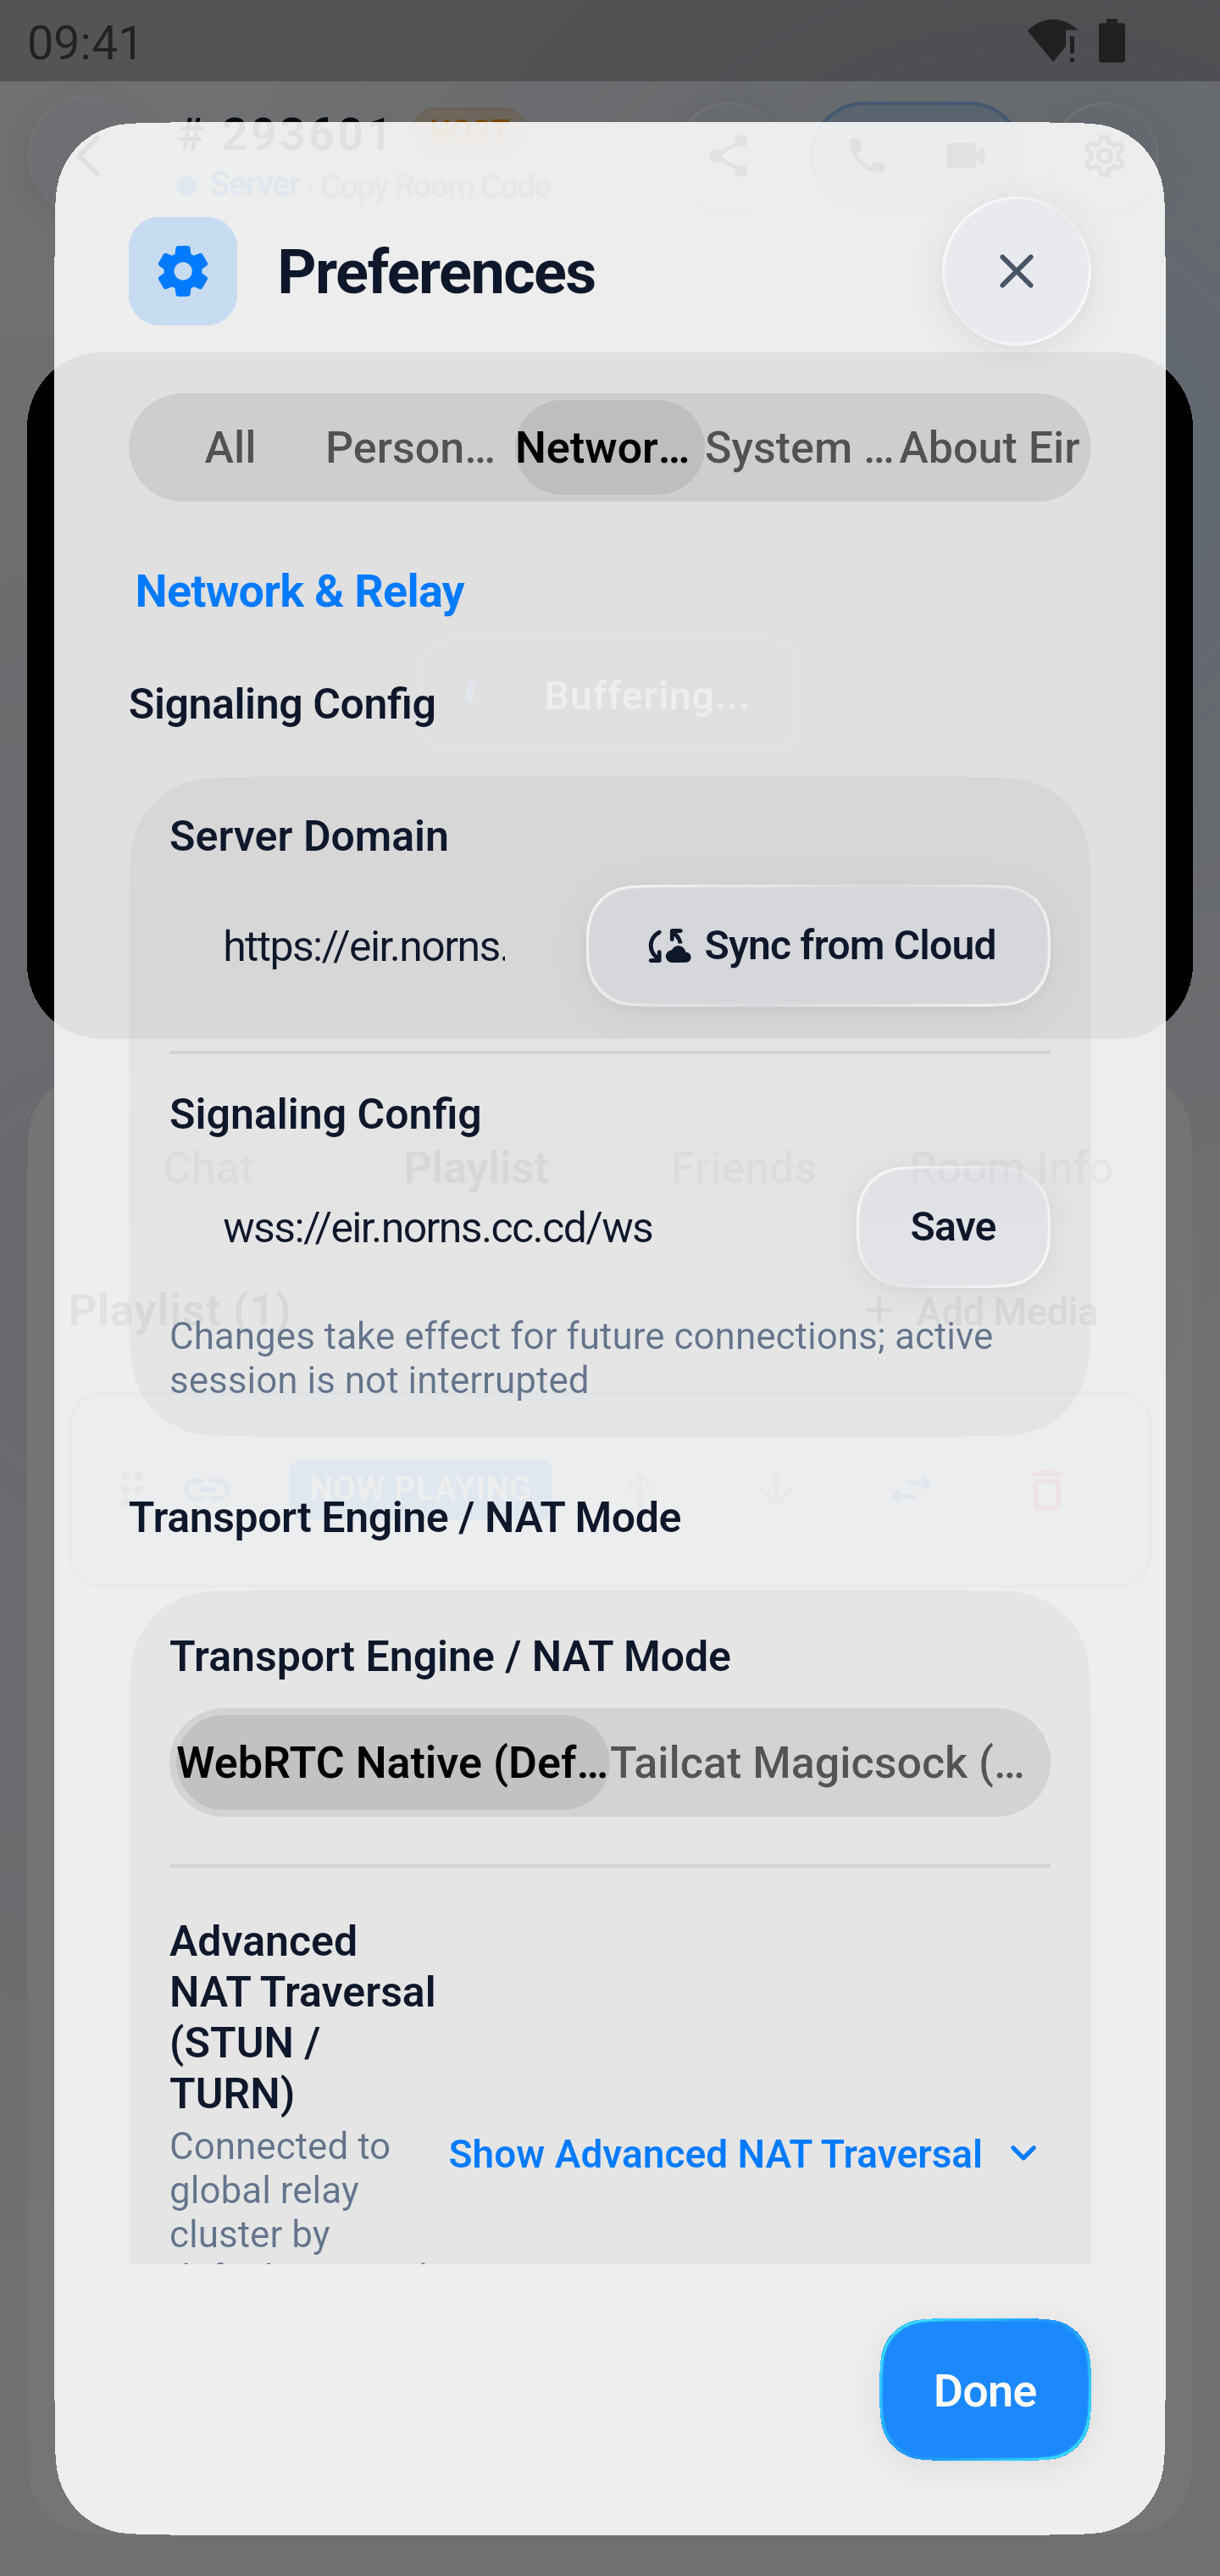 09:41
# 293601 HOST
Server · Copy Room Code
Preferences
All Person... Networ... System ... About Eir
Network & Relay
Buffering...
Signaling Config
Server Domain
https://eir.norns.
Sync from Cloud
Signaling Config
Chat Playlist Friends Room Info
wss://eir.norns.cc.cd/ws
Save
Playlist (1) + Add Media
Changes take effect for future connections; active
session is not interrupted
NOW PLAYING
Transport Engine / NAT Mode
Transport Engine / NAT Mode
WebRTC Native (Def... Tailcat Magicsock (...
Advanced
NAT Traversal
(STUN /
TURN)
Connected to
global relay
cluster by
Show Advanced NAT Traversal
Done